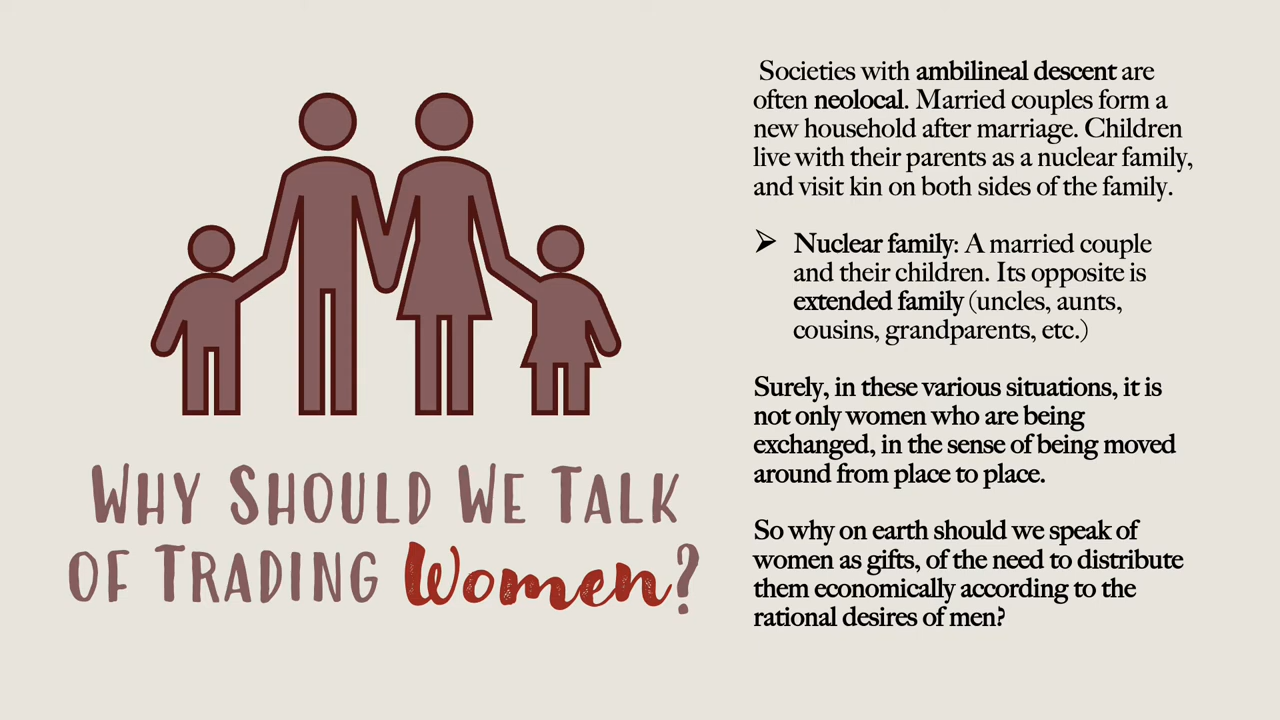 Why Should We Talk
of Trading Women?
Societies with ambilineal descent are
often neolocal. Married couples form a
new household after marriage. Children
live with their parents as a nuclear family,
and visit kin on both sides of the family.
➢ Nuclear family: A married couple
and their children. Its opposite is
extended family (uncles, aunts,
cousins, grandparents, etc.)
Surely, in these various situations, it is
not only women who are being
exchanged, in the sense of being moved
around from place to place.
So why on earth should we speak of
women as gifts, of the need to distribute
them economically according to the
rational desires of men?